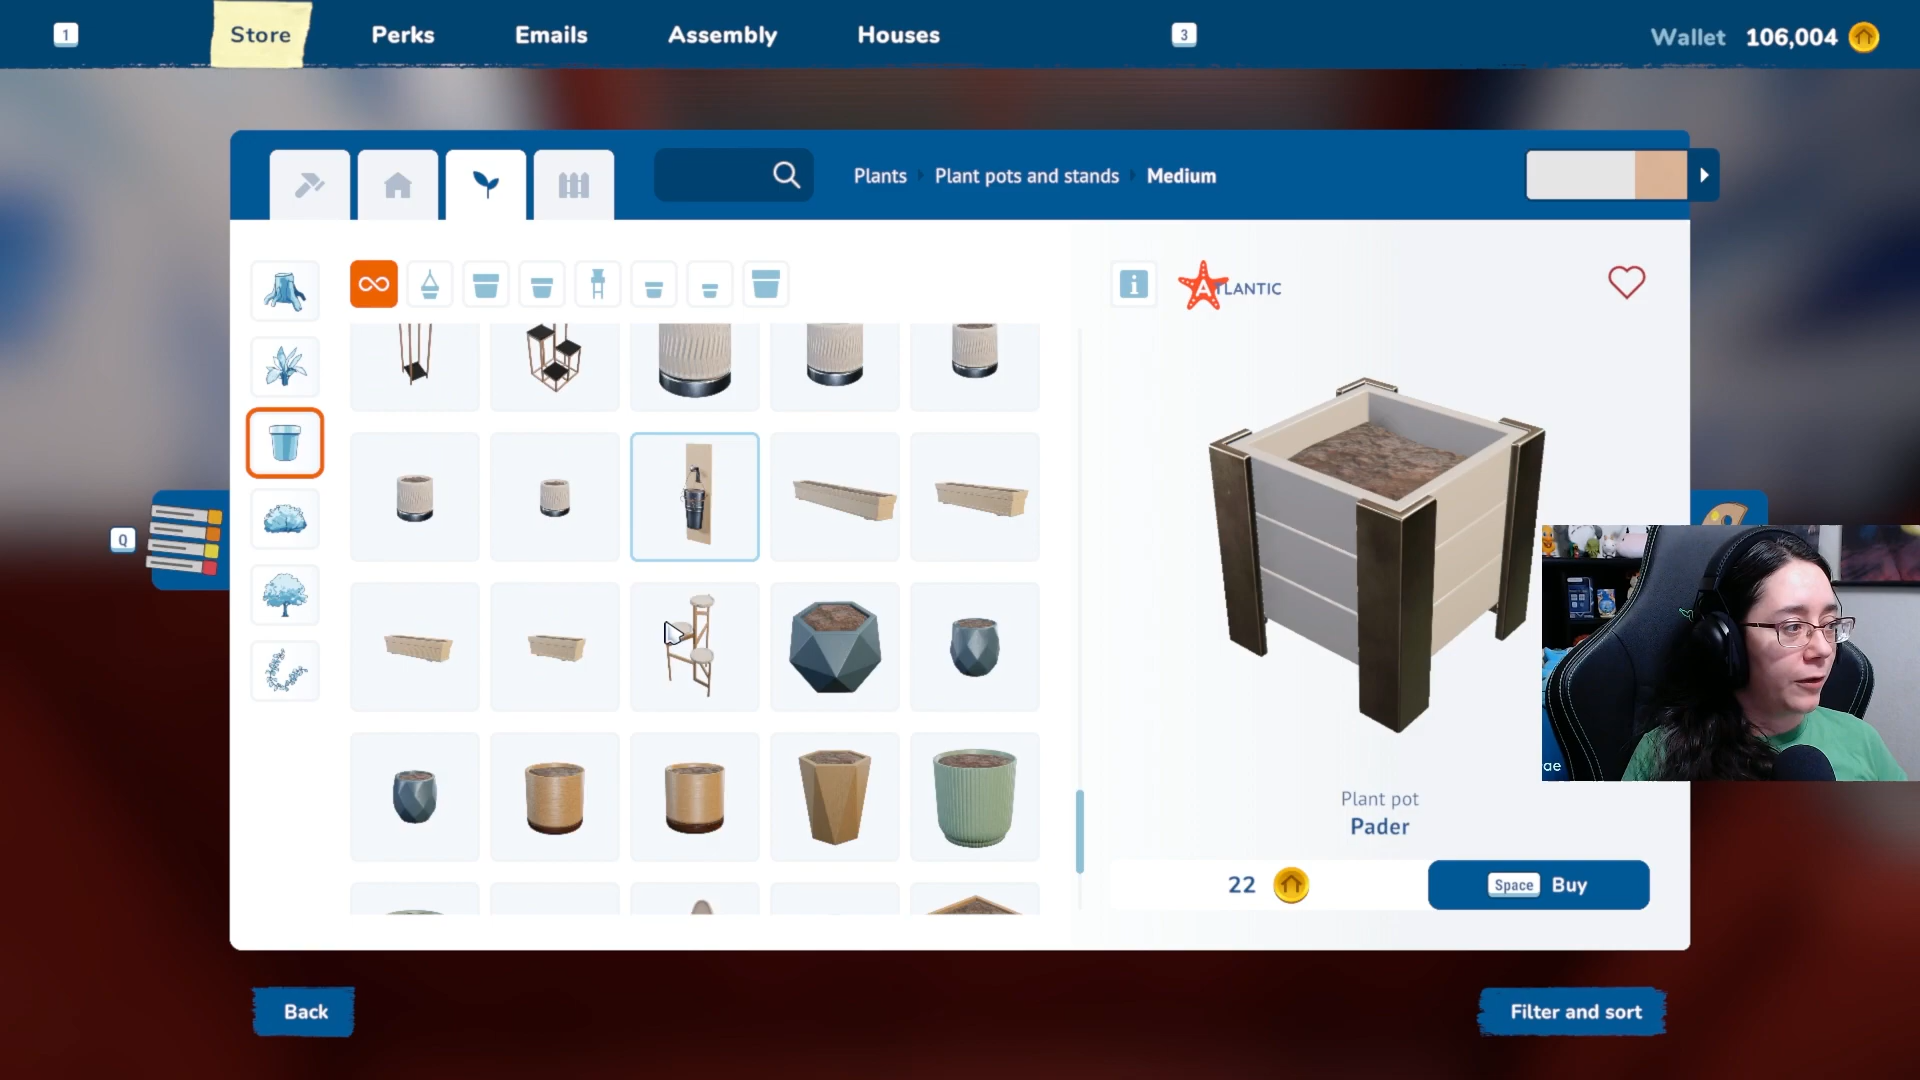 1
Store
Perks
Emails
Assembly
Houses
3
Wallet 106,004
Plants
Plant pots and stands
Medium
ATLANTIC
Q
ae
Plant pot
Pader
22
Space Buy
Back
Filter and sort